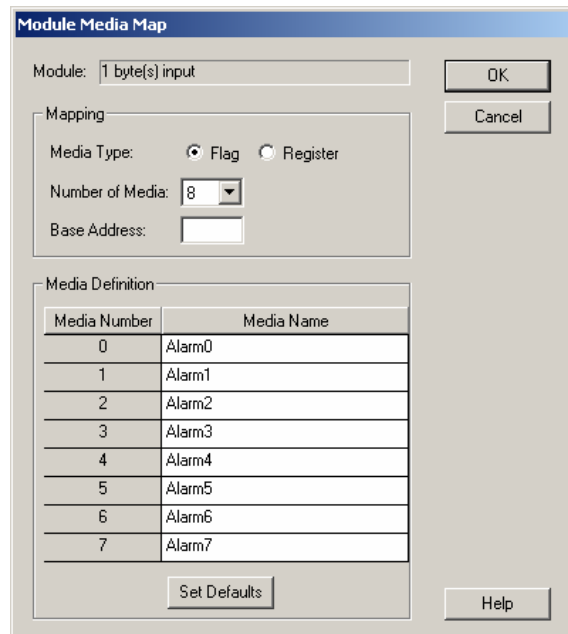 Module Media Map
Module: 1 byte(s) input
OK
Mapping
Cancel
Media Type: Flag Register
Number of Media: 8
Base Address:
Media Definition
Media Number Media Name
0 Alarm0
1 Alarm1
2 Alarm2
3 Alarm3
4 Alarm4
5 Alarm5
6 Alarm6
7 Alarm7
Set Defaults
Help